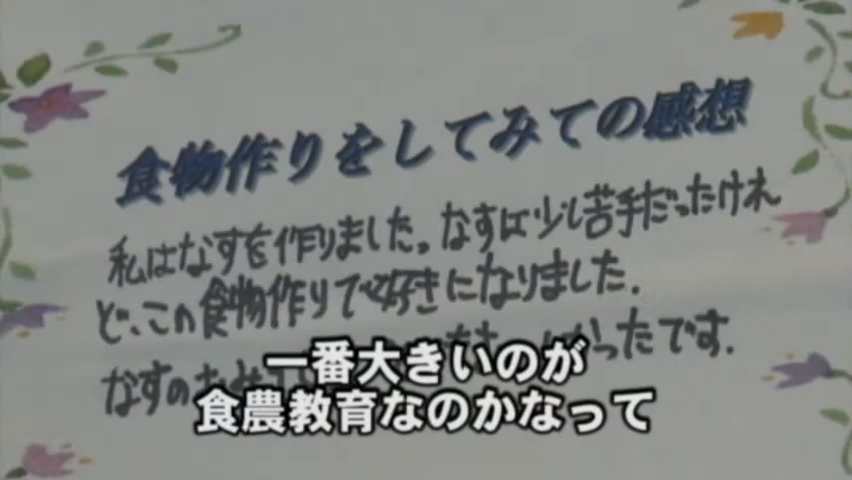 食物作りをしてみての感想
私はなすを作りました。なすは少し苦手だったけれ
ど、この食物作りで好きになりました.
なすの かったです.
一番大きいのが
食農教育なのかなって